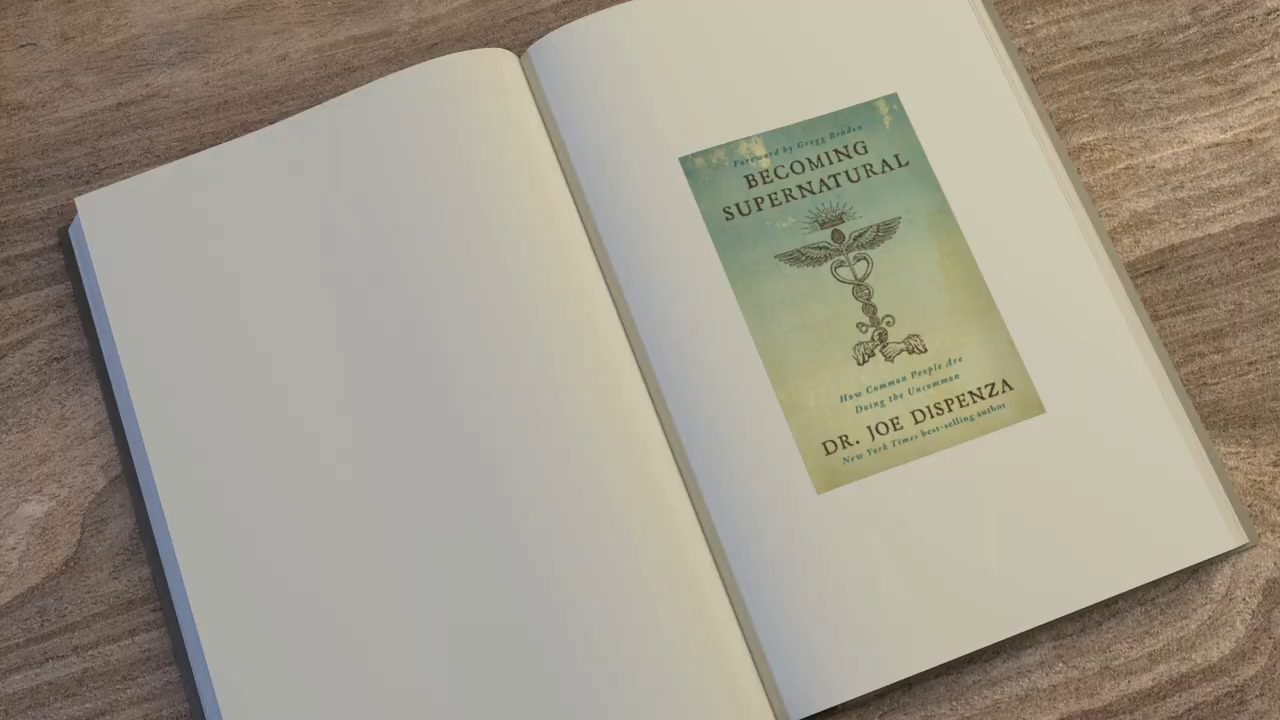 Foreword by Gregg Braden
BECOMING
SUPERNATURAL
How Common People Are
Doing the Uncommon
DR. JOE DISPENZA
New York Times best-selling author